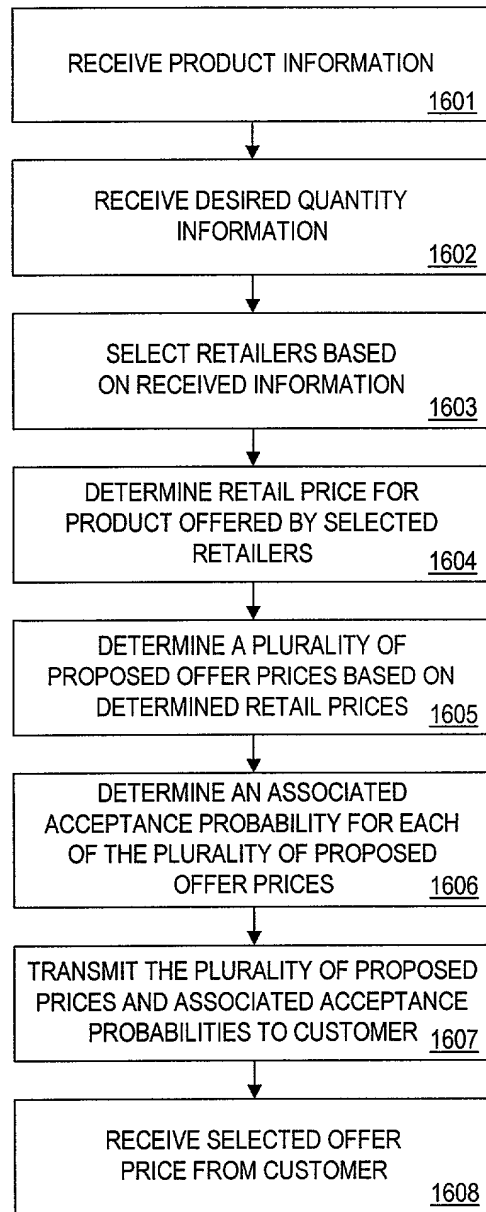 RECEIVE PRODUCT INFORMATION
1601
RECEIVE DESIRED QUANTITY
INFORMATION
1602
SELECT RETAILERS BASED
ON RECEIVED INFORMATION
1603
DETERMINE RETAIL PRICE FOR
PRODUCT OFFERED BY SELECTED
RETAILERS
1604
DETERMINE A PLURALITY OF
PROPOSED OFFER PRICES BASED ON
DETERMINED RETAIL PRICES
1605
DETERMINE AN ASSOCIATED
ACCEPTANCE PROBABILITY FOR EACH
OF THE PLURALITY OF PROPOSED
OFFER PRICES
1606
TRANSMIT THE PLURALITY OF PROPOSED
PRICES AND ASSOCIATED ACCEPTANCE
PROBABILITIES TO CUSTOMER
1607
RECEIVE SELECTED OFFER
PRICE FROM CUSTOMER
1608